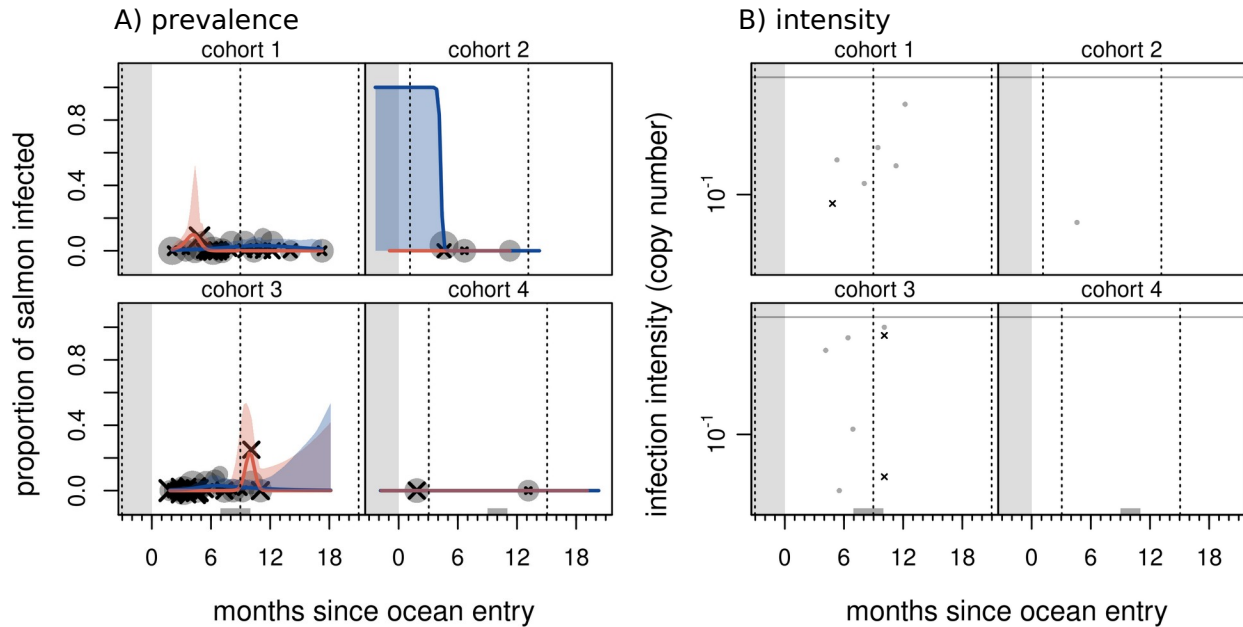 A) prevalence
B) intensity
cohort 1
cohort 2
cohort 1
cohort 2
proportion of salmon infected
0.8
0.4
0.0
infection intensity (copy number)
10⁻¹
cohort 3
cohort 4
cohort 3
cohort 4
0.8
0.4
0.0
10⁻¹
0 6 12 18 0 6 12 18
0 6 12 18 0 6 12 18
months since ocean entry
months since ocean entry